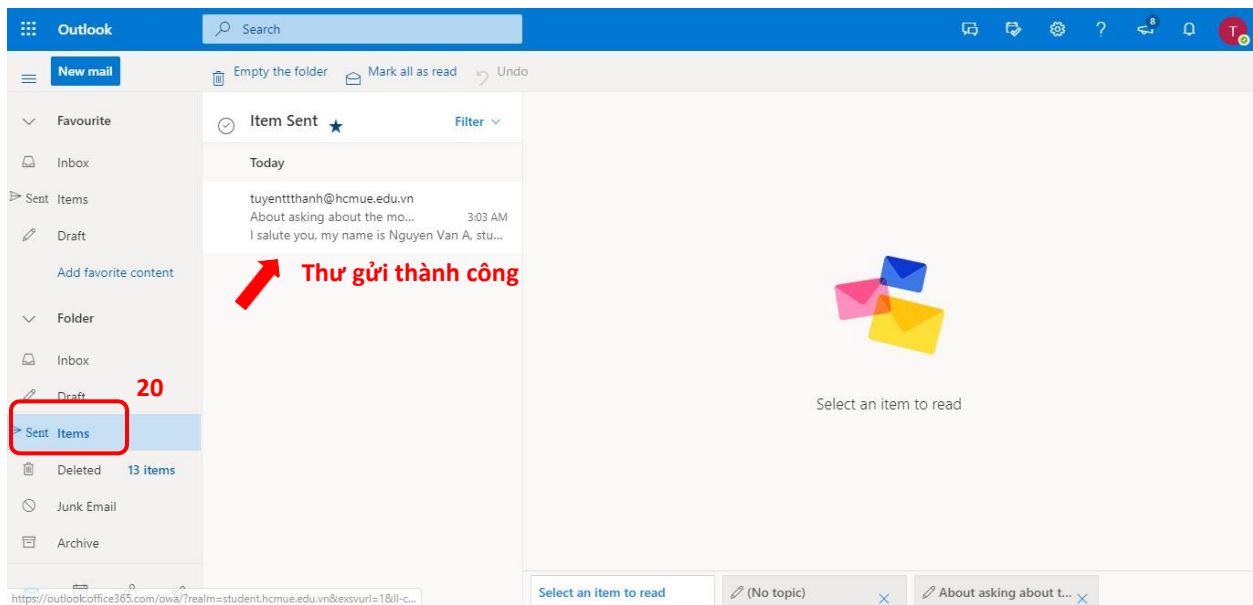 Outlook
Search
8
T
New mail
Empty the folder
Mark all as read
Undo
Favourite
Inbox
Sent Items
Draft
Add favorite content
Folder
Inbox
Draft
20
Sent Items
Deleted 13 items
Junk Email
Archive
Item Sent
Filter
Today
tuyenttthanh@hcmue.edu.vn
About asking about the mo... 3:03 AM
I salute you, my name is Nguyen Van A, stu...
Thư gửi thành công
Select an item to read
https://outlook.office365.com/owa/?realm=student.hcmue.edu.vn&exsvurl=1&ll-c...
Select an item to read
(No topic)
About asking about t...